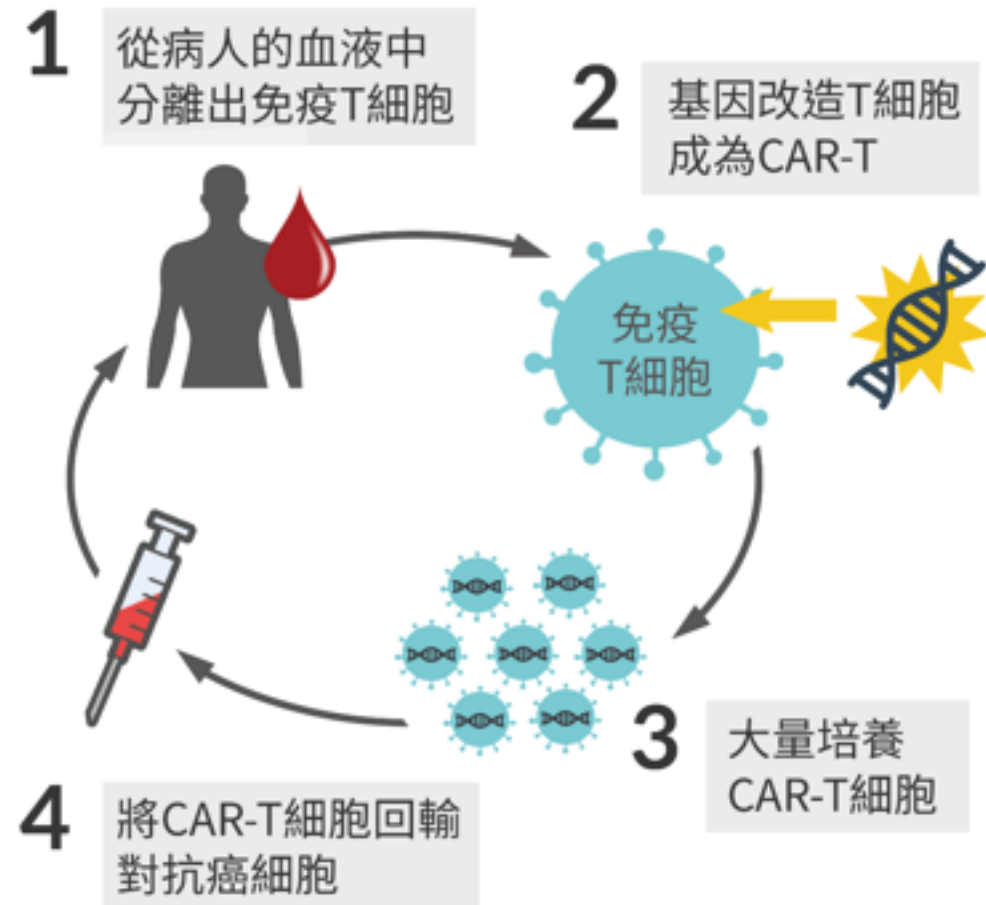 1
從病人的血液中
分離出免疫T細胞
2
基因改造T細胞
成為CAR-T
免疫
T細胞
3
大量培養
CAR-T細胞
4
將CAR-T細胞回輸
對抗癌細胞